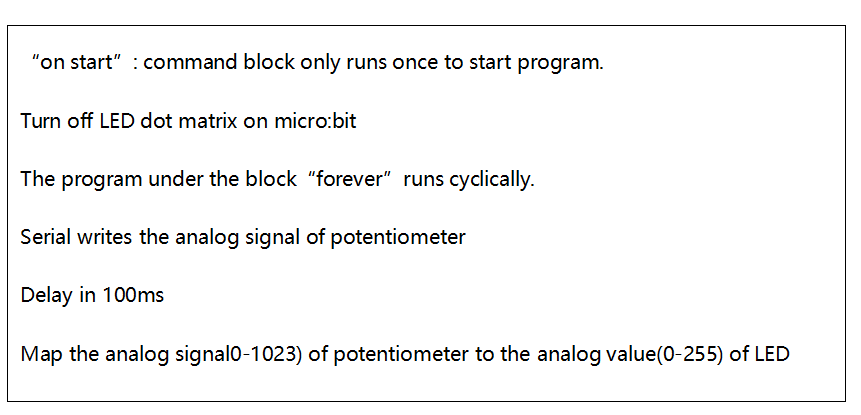 “on start”: command block only runs once to start program.
Turn off LED dot matrix on micro:bit
The program under the block “forever” runs cyclically.
Serial writes the analog signal of potentiometer
Delay in 100ms
Map the analog signal0-1023) of potentiometer to the analog value(0-255) of LED